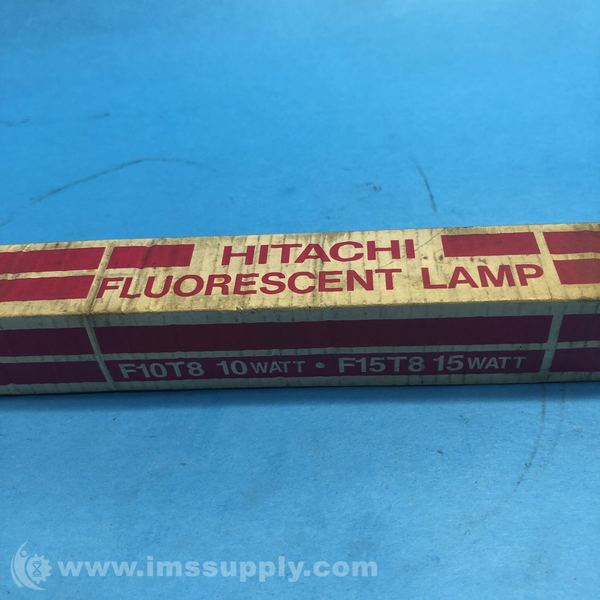 HITACHI
FLUORESCENT LAMP
F10T8 10 WATT • F15T8 15 WATT
www.imssupply.com